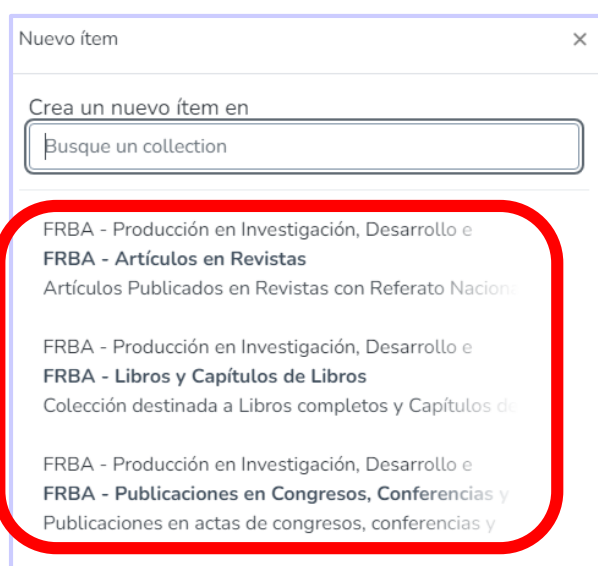 Nuevo ítem
Crea un nuevo ítem en
Busque un collection
FRBA - Producción en Investigación, Desarrollo e
FRBA - Artículos en Revistas
Artículos Publicados en Revistas con Referato Naciona
FRBA - Producción en Investigación, Desarrollo e
FRBA - Libros y Capítulos de Libros
Colección destinada a Libros completos y Capítulos de
FRBA - Producción en Investigación, Desarrollo e
FRBA - Publicaciones en Congresos, Conferencias y
Publicaciones en actas de congresos, conferencias y